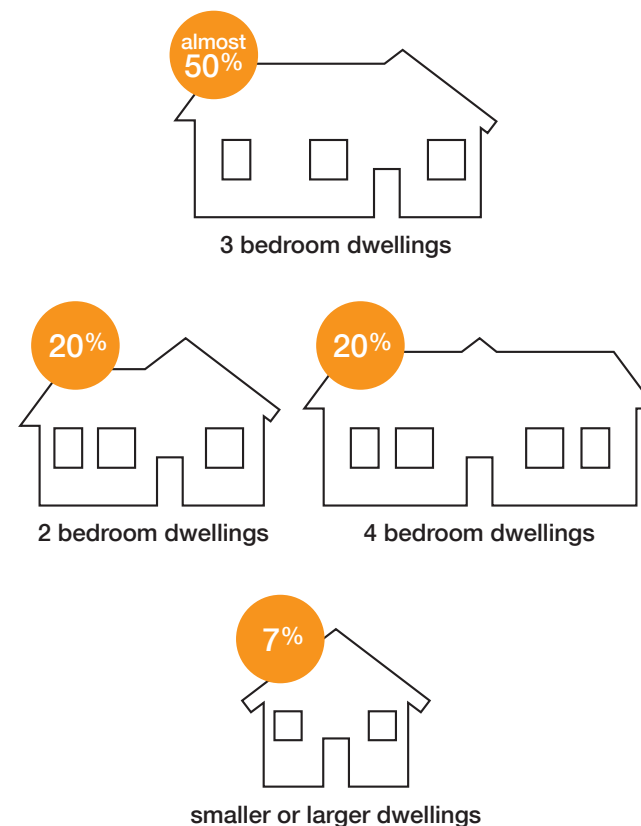 almost
50%
3 bedroom dwellings
20%
20%
2 bedroom dwellings
4 bedroom dwellings
7%
smaller or larger dwellings